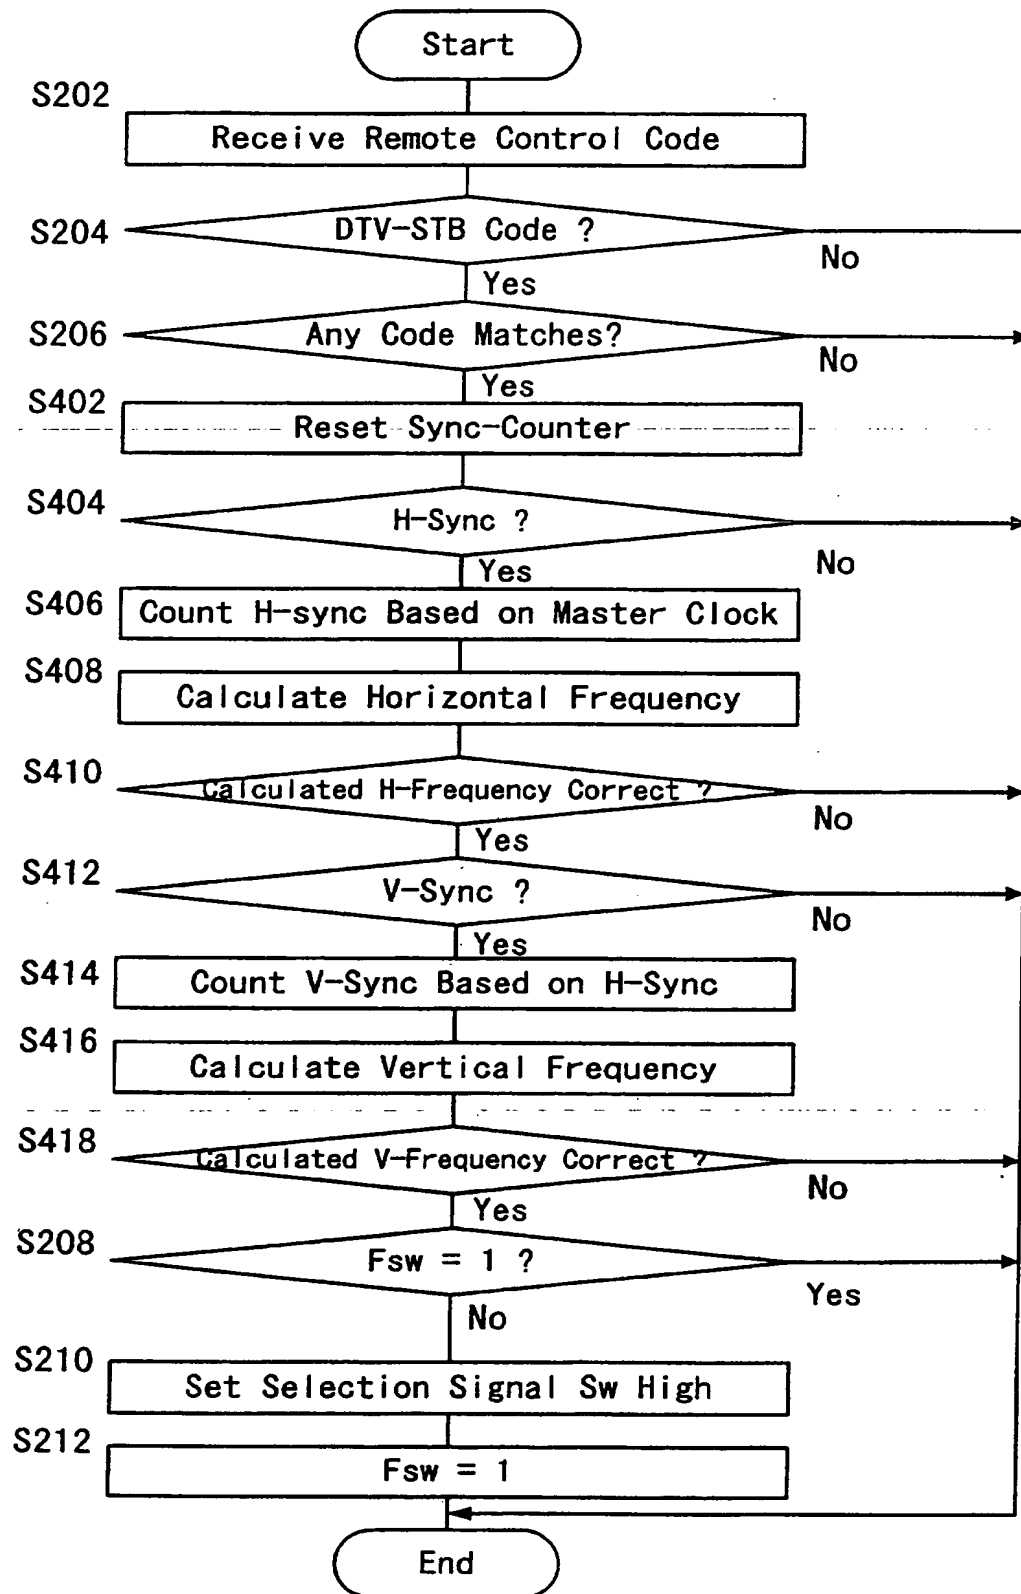 Start
S202
Receive Remote Control Code
S204
DTV-STB Code ?
No
Yes
S206
Any Code Matches?
No
Yes
S402
Reset Sync-Counter
S404
H-Sync ?
No
Yes
S406
Count H-sync Based on Master Clock
S408
Calculate Horizontal Frequency
S410
Calculated H-Frequency Correct ?
No
Yes
S412
V-Sync ?
No
Yes
S414
Count V-Sync Based on H-Sync
S416
Calculate Vertical Frequency
S418
Calculated V-Frequency Correct ?
No
Yes
S208
Fsw = 1 ?
Yes
No
S210
Set Selection Signal Sw High
S212
Fsw = 1
End